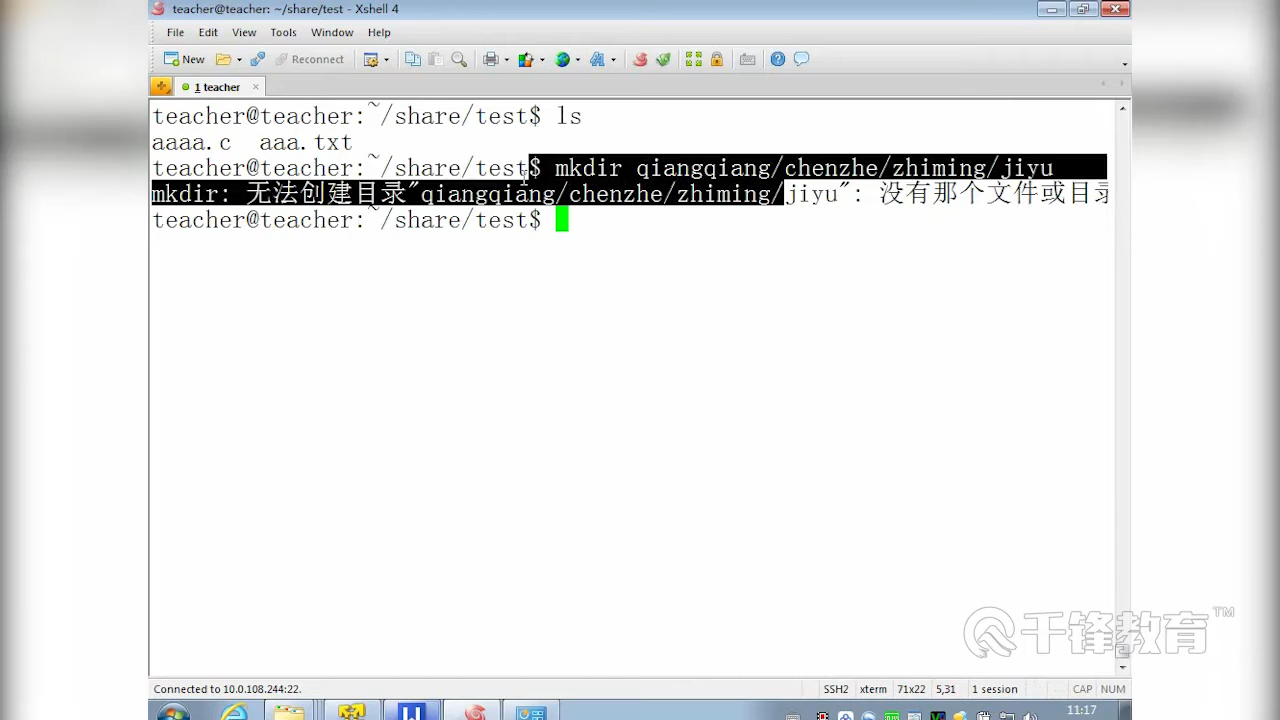 teacher@teacher: ~/share/test - Xshell 4
File Edit View Tools Window Help
New Reconnect
1 teacher
teacher@teacher:~/share/test$ ls
aaaa.c aaa.txt
teacher@teacher:~/share/test$ mkdir qiangqiang/chenzhe/zhiming/jiyu
mkdir: 无法创建目录"qiangqiang/chenzhe/zhiming/jiyu": 没有那个文件或目录
teacher@teacher:~/share/test$
千锋教育™
Connected to 10.0.108.244:22. SSH2 xterm 71x22 5,31 1 session CAP NUM
11:17